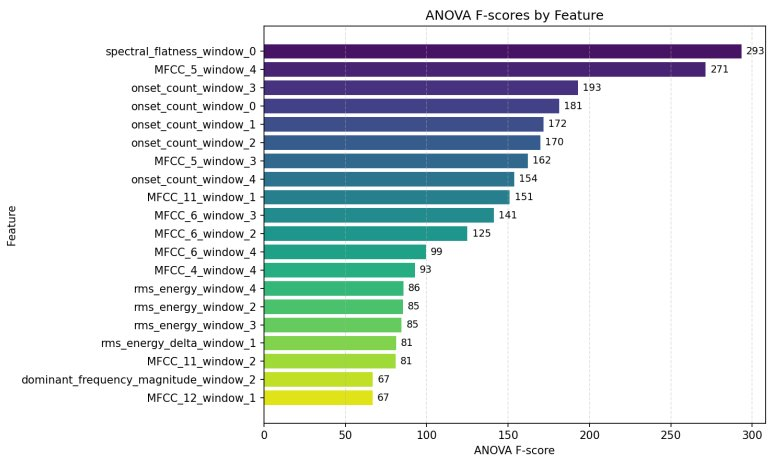 ANOVA F-scores by Feature
spectral_flatness_window_0 293
MFCC_5_window_4 271
onset_count_window_3 193
onset_count_window_0 181
onset_count_window_1 172
onset_count_window_2 170
MFCC_5_window_3 162
onset_count_window_4 154
MFCC_11_window_1 151
MFCC_6_window_3 141
MFCC_6_window_2 125
MFCC_6_window_4 99
MFCC_4_window_4 93
rms_energy_window_4 86
rms_energy_window_2 85
rms_energy_window_3 85
rms_energy_delta_window_1 81
MFCC_11_window_2 81
dominant_frequency_magnitude_window_2 67
MFCC_12_window_1 67
Feature
0 50 100 150 200 250 300
ANOVA F-score